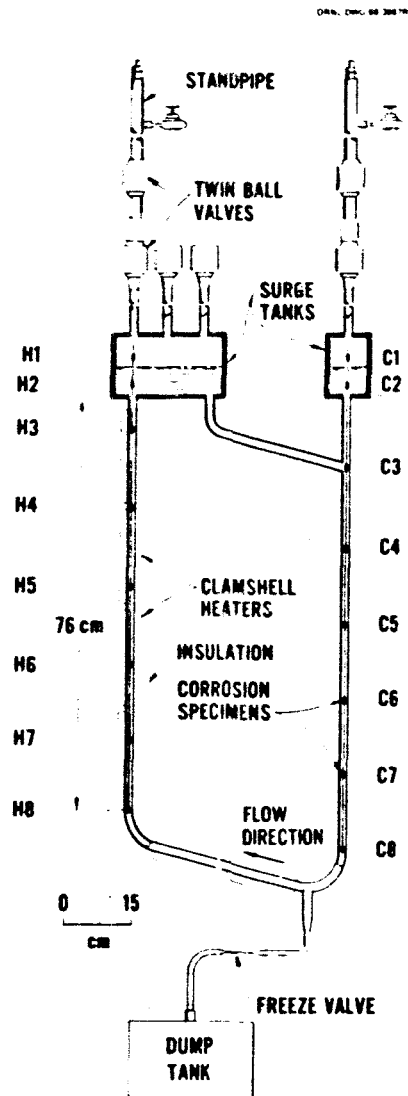 STANDPIPE
TWIN BALL
VALVES
SURGE
TANKS
H1
C1
H2
C2
H3
C3
H4
C4
H5
CLAMSHELL
HEATERS
C5
76 cm
H6
INSULATION
CORROSION
SPECIMENS
C6
H7
C7
H8
FLOW
DIRECTION
C8
0 15
cm
FREEZE VALVE
DUMP
TANK